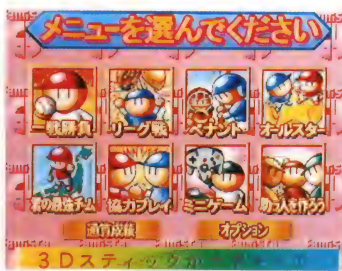 メニューを選んでください
一戦勝負
リーグ戦
ペナント
オールスター
君の最強チーム
協力プレイ
ミニゲーム
助っ人を作ろう
通算成績
オプション
3Dスティック